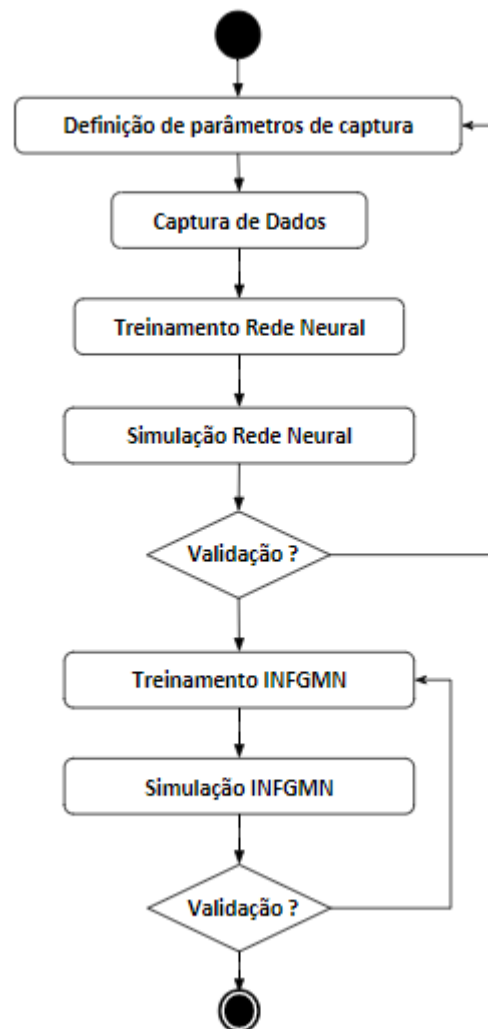 Definição de parâmetros de captura
Captura de Dados
Treinamento Rede Neural
Simulação Rede Neural
Validação ?
Treinamento INFGMN
Simulação INFGMN
Validação ?